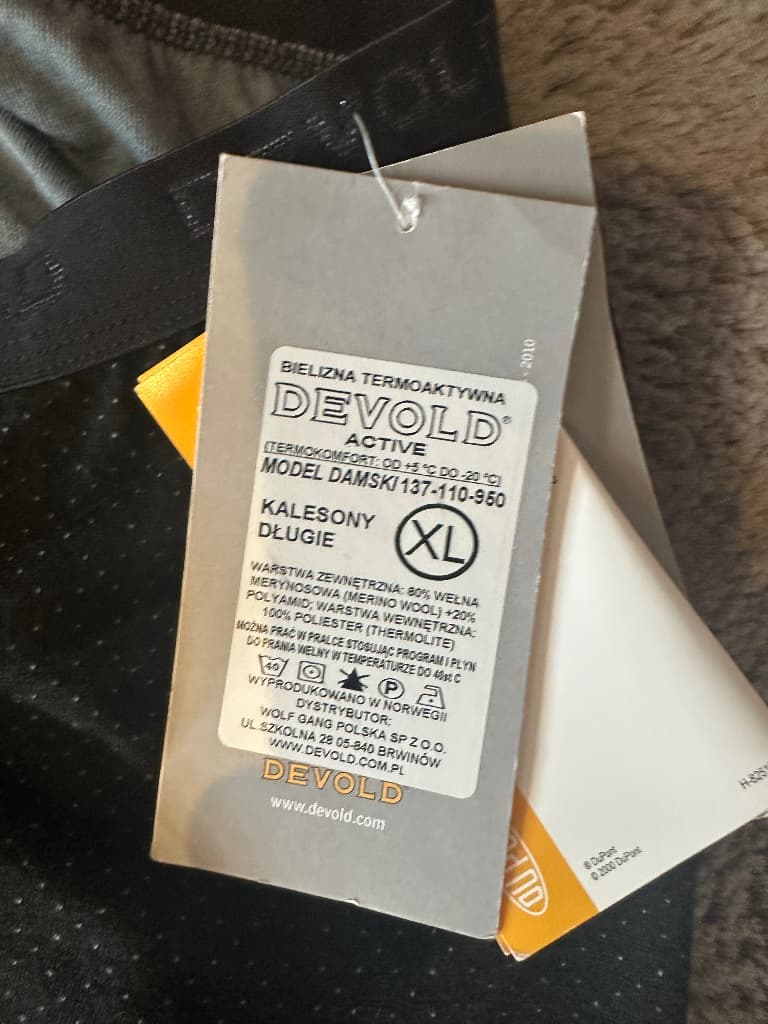 DEVOL
- 2010
BIELIZNA TERMOAKTYWNA
DEVOLD®
ACTIVE
(TERMOKOMFORT: OD +5 °C DO -20 °C)
MODEL DAMSKI 137-110-950
KALESONY
DŁUGIE
XL
WARSTWA ZEWNĘTRZNA: 80% WEŁNA
MERYNOSOWA (MERINO WOOL) +20%
POLYAMID; WARSTWA WEWNĘTRZNA:
100% POLIESTER (THERMOLITE)
MOŻNA PRAĆ W PRALCE STOSUJĄC PROGRAM I PŁYN
DO PRANIA WEŁNY W TEMPERATURZE DO 40st C
40
P
WYPRODUKOWANO W NORWEGII
DYSTRYBUTOR:
WOLF GANG POLSKA SP Z O.O.
UL.SZKOLNA 28 05-840 BRWINÓW
WWW.DEVOLD.COM.PL
DEVOLD
www.devold.com
® DuPont
© 2000 DuPont